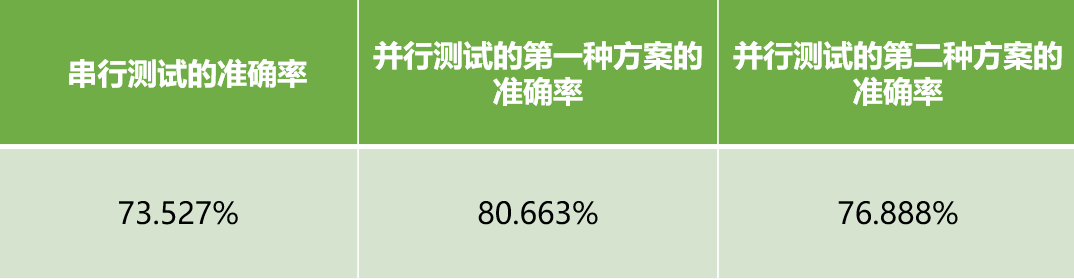 串行测试的准确率
并行测试的第一种方案的
准确率
并行测试的第二种方案的
准确率
73.527%
80.663%
76.888%